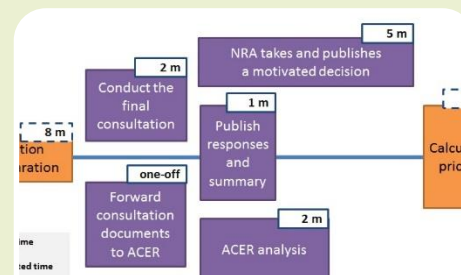 5 m
NRA takes and publishes
a motivated decision
2 m
Conduct the
final
consultation
1 m
Publish
responses
and
summary
8 m
one-off
Forward
consultation
documents
to ACER
2 m
ACER analysis